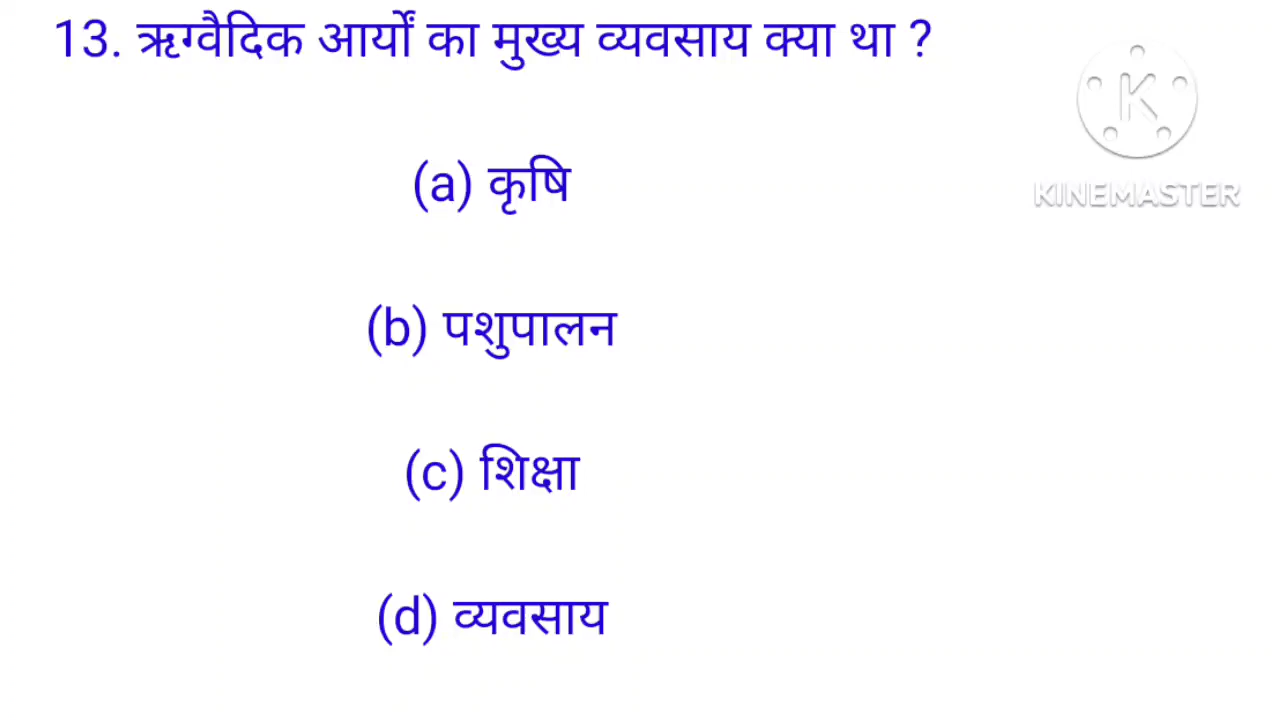 13. ऋग्वैदिक आर्यों का मुख्य व्यवसाय क्या था ?
(a) कृषि
(b) पशुपालन
(c) शिक्षा
(d) व्यवसाय
K
KINEMASTER